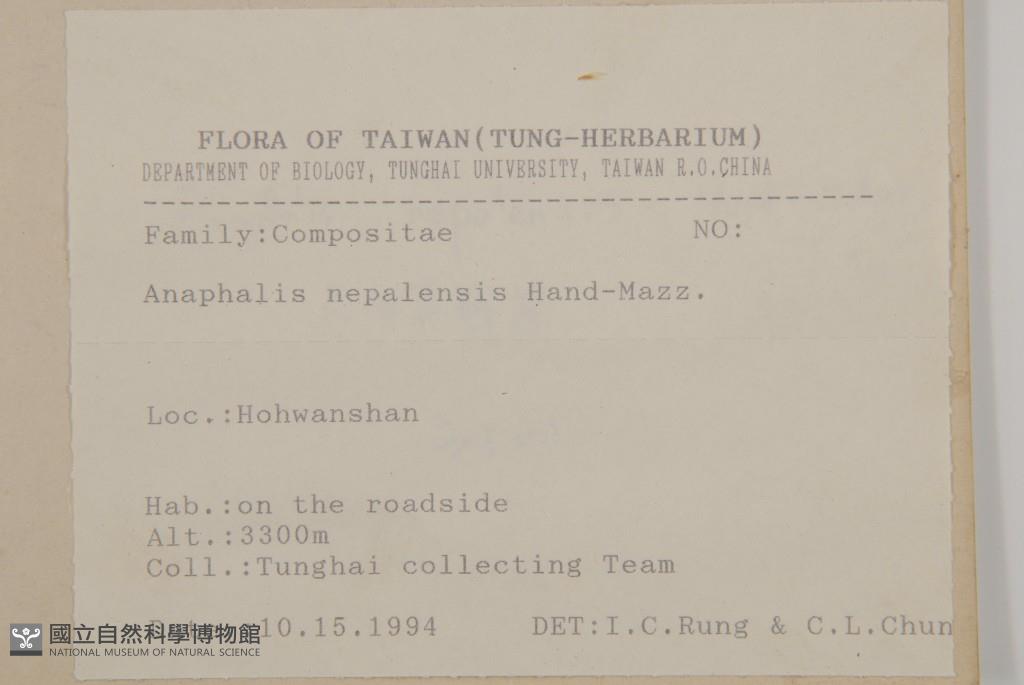 FLORA OF TAIWAN(TUNG-HERBARIUM)
DEPARTMENT OF BIOLOGY, TUNGHAI UNIVERSITY, TAIWAN R.O.CHINA
Family:Compositae NO:
Anaphalis nepalensis Hand-Mazz.
Loc.:Hohwanshan
Hab.:on the roadside
Alt.:3300m
Coll.:Tunghai collecting Team
10.15.1994 DET:I.C.Rung & C.L.Chun
國立自然科學博物館
NATIONAL MUSEUM OF NATURAL SCIENCE